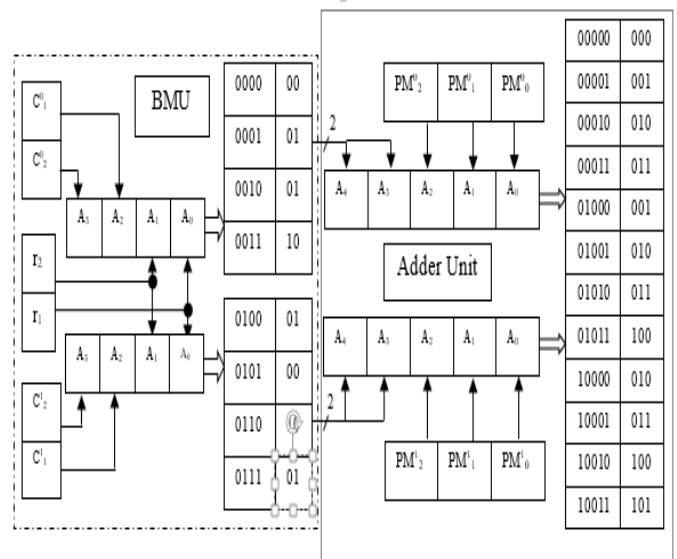 BMU
C⁰₁
C⁰₂
A₃ A₂ A₁ A₀
r₂
r₁
A₃ A₂ A₁ A₀
C¹₂
C¹₁
0000 00
0001 01
0010 01
0011 10
0100 01
0101 00
0110
0111 01
2
2
PM⁰₂ PM⁰₁ PM⁰₀
A₄ A₃ A₂ A₁ A₀
Adder Unit
A₄ A₃ A₂ A₁ A₀
PM¹₂ PM¹₁ PM¹₀
00000 000
00001 001
00010 010
00011 011
01000 001
01001 010
01010 011
01011 100
10000 010
10001 011
10010 100
10011 101